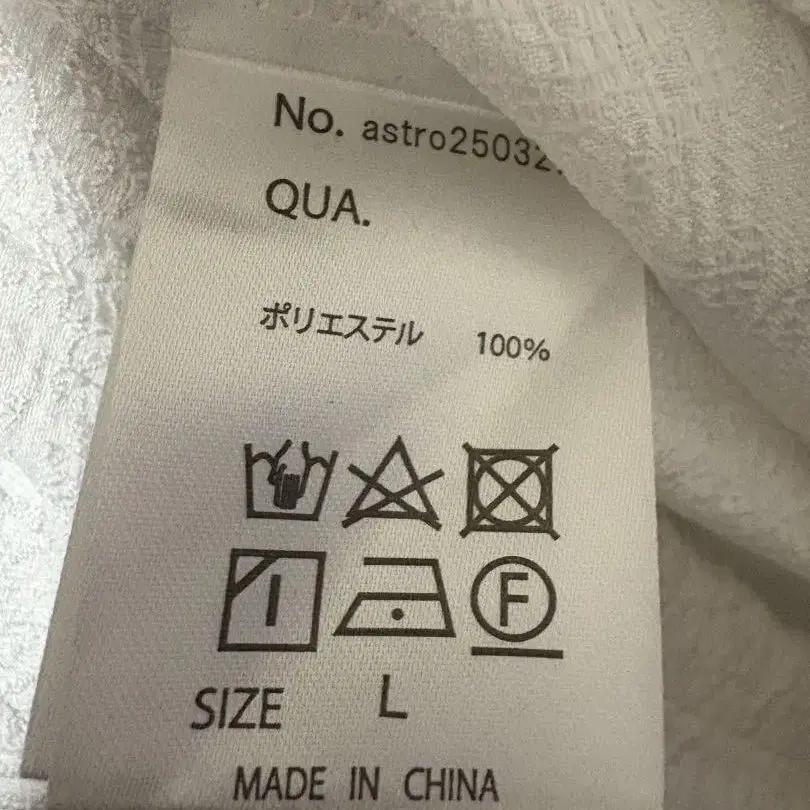 No. astro25032
QUA.
ポリエステル 100%
F
SIZE L
MADE IN CHINA